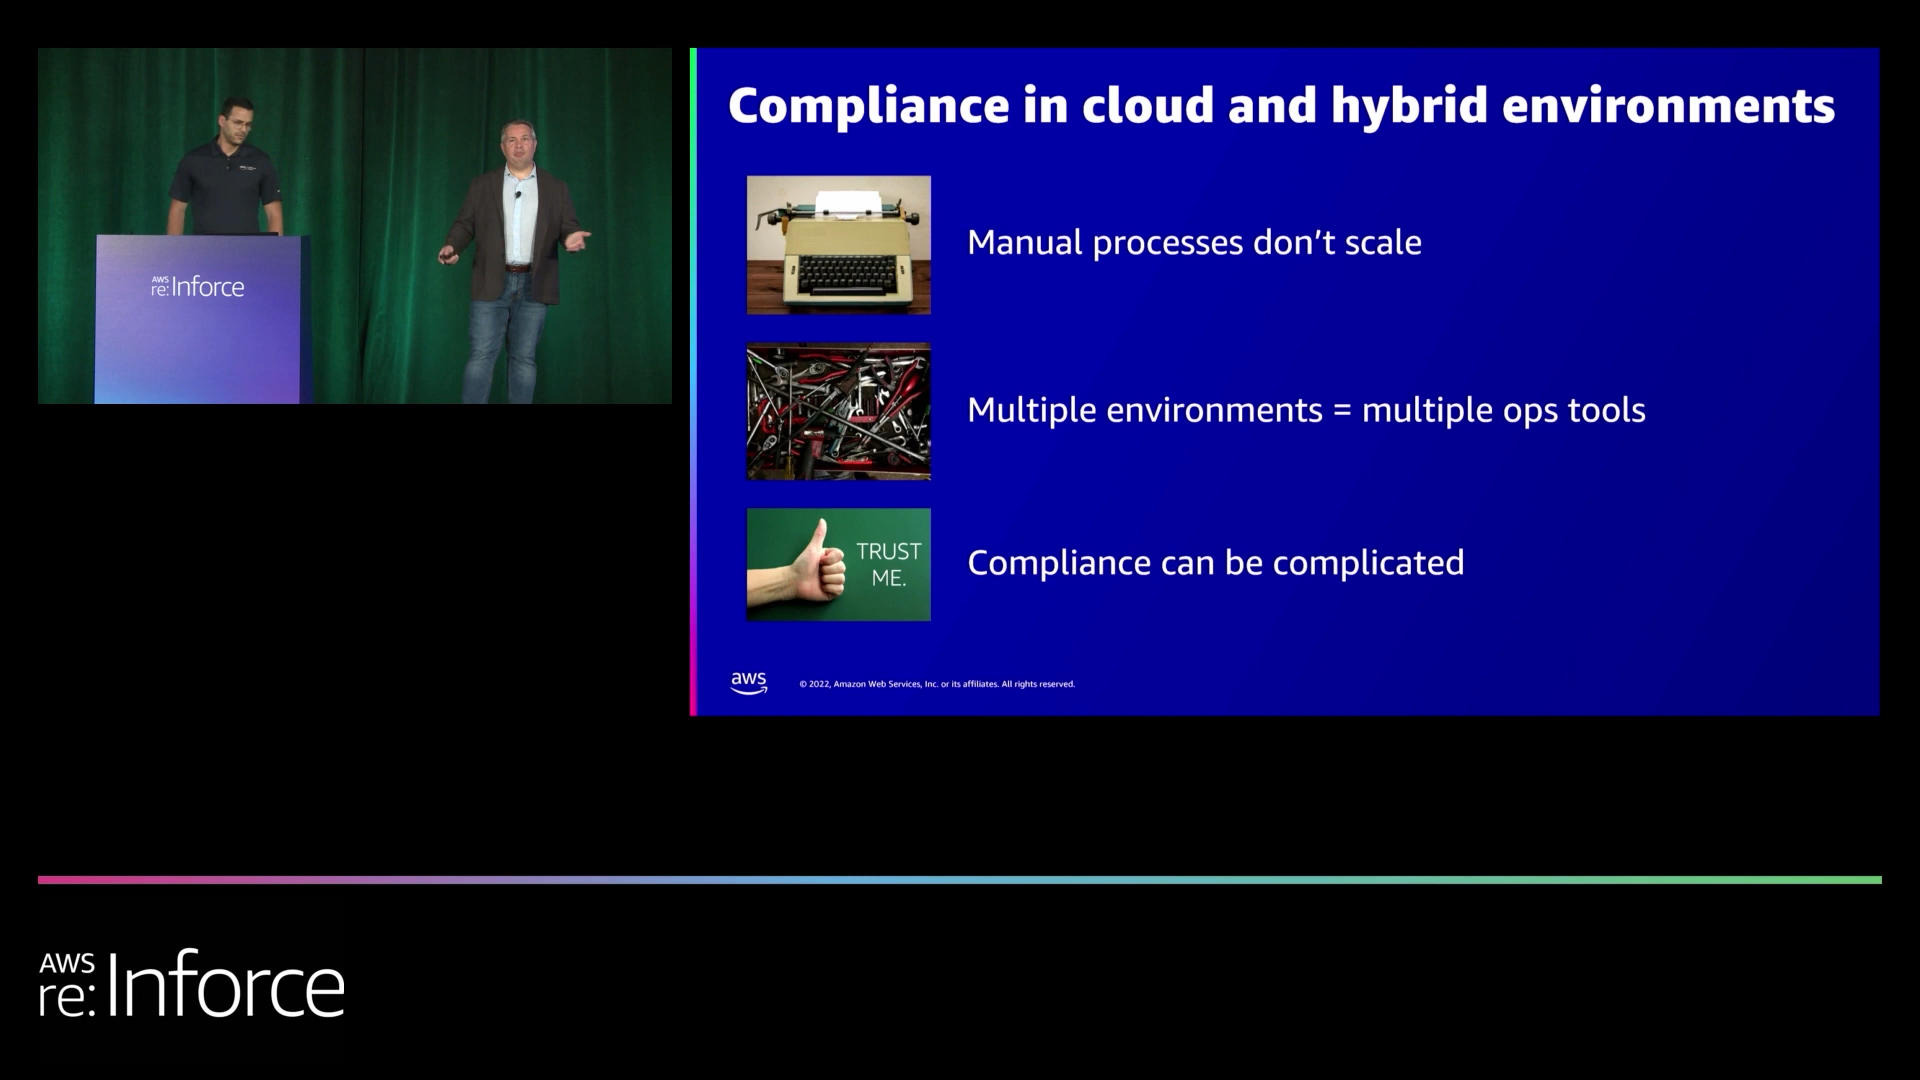 AWS
re:Inforce
Compliance in cloud and hybrid environments
Manual processes don’t scale
Multiple environments = multiple ops tools
TRUST
ME.
Compliance can be complicated
aws
© 2022, Amazon Web Services, Inc. or its affiliates. All rights reserved.
AWS
re:Inforce